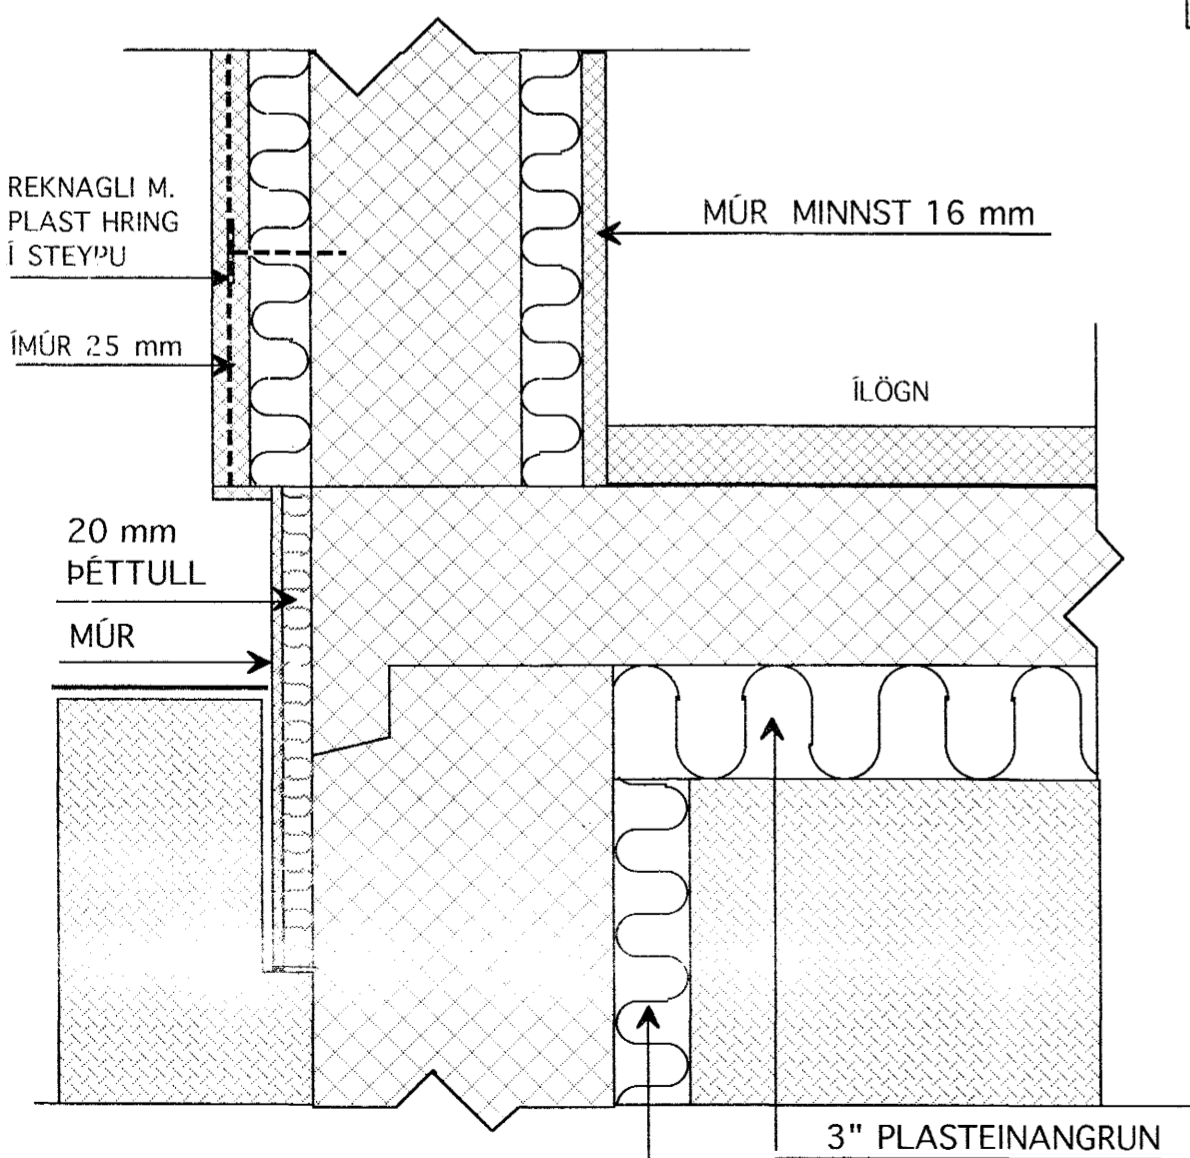 REKNAGLI M.
PLAST HRING
Í STEYPU
MÚR MINNST 16 mm
ÍMÚR 25 mm
ÍLÖGN
20 mm
ÞÉTTULL
MÚR
3" PLASTEINANGRUN